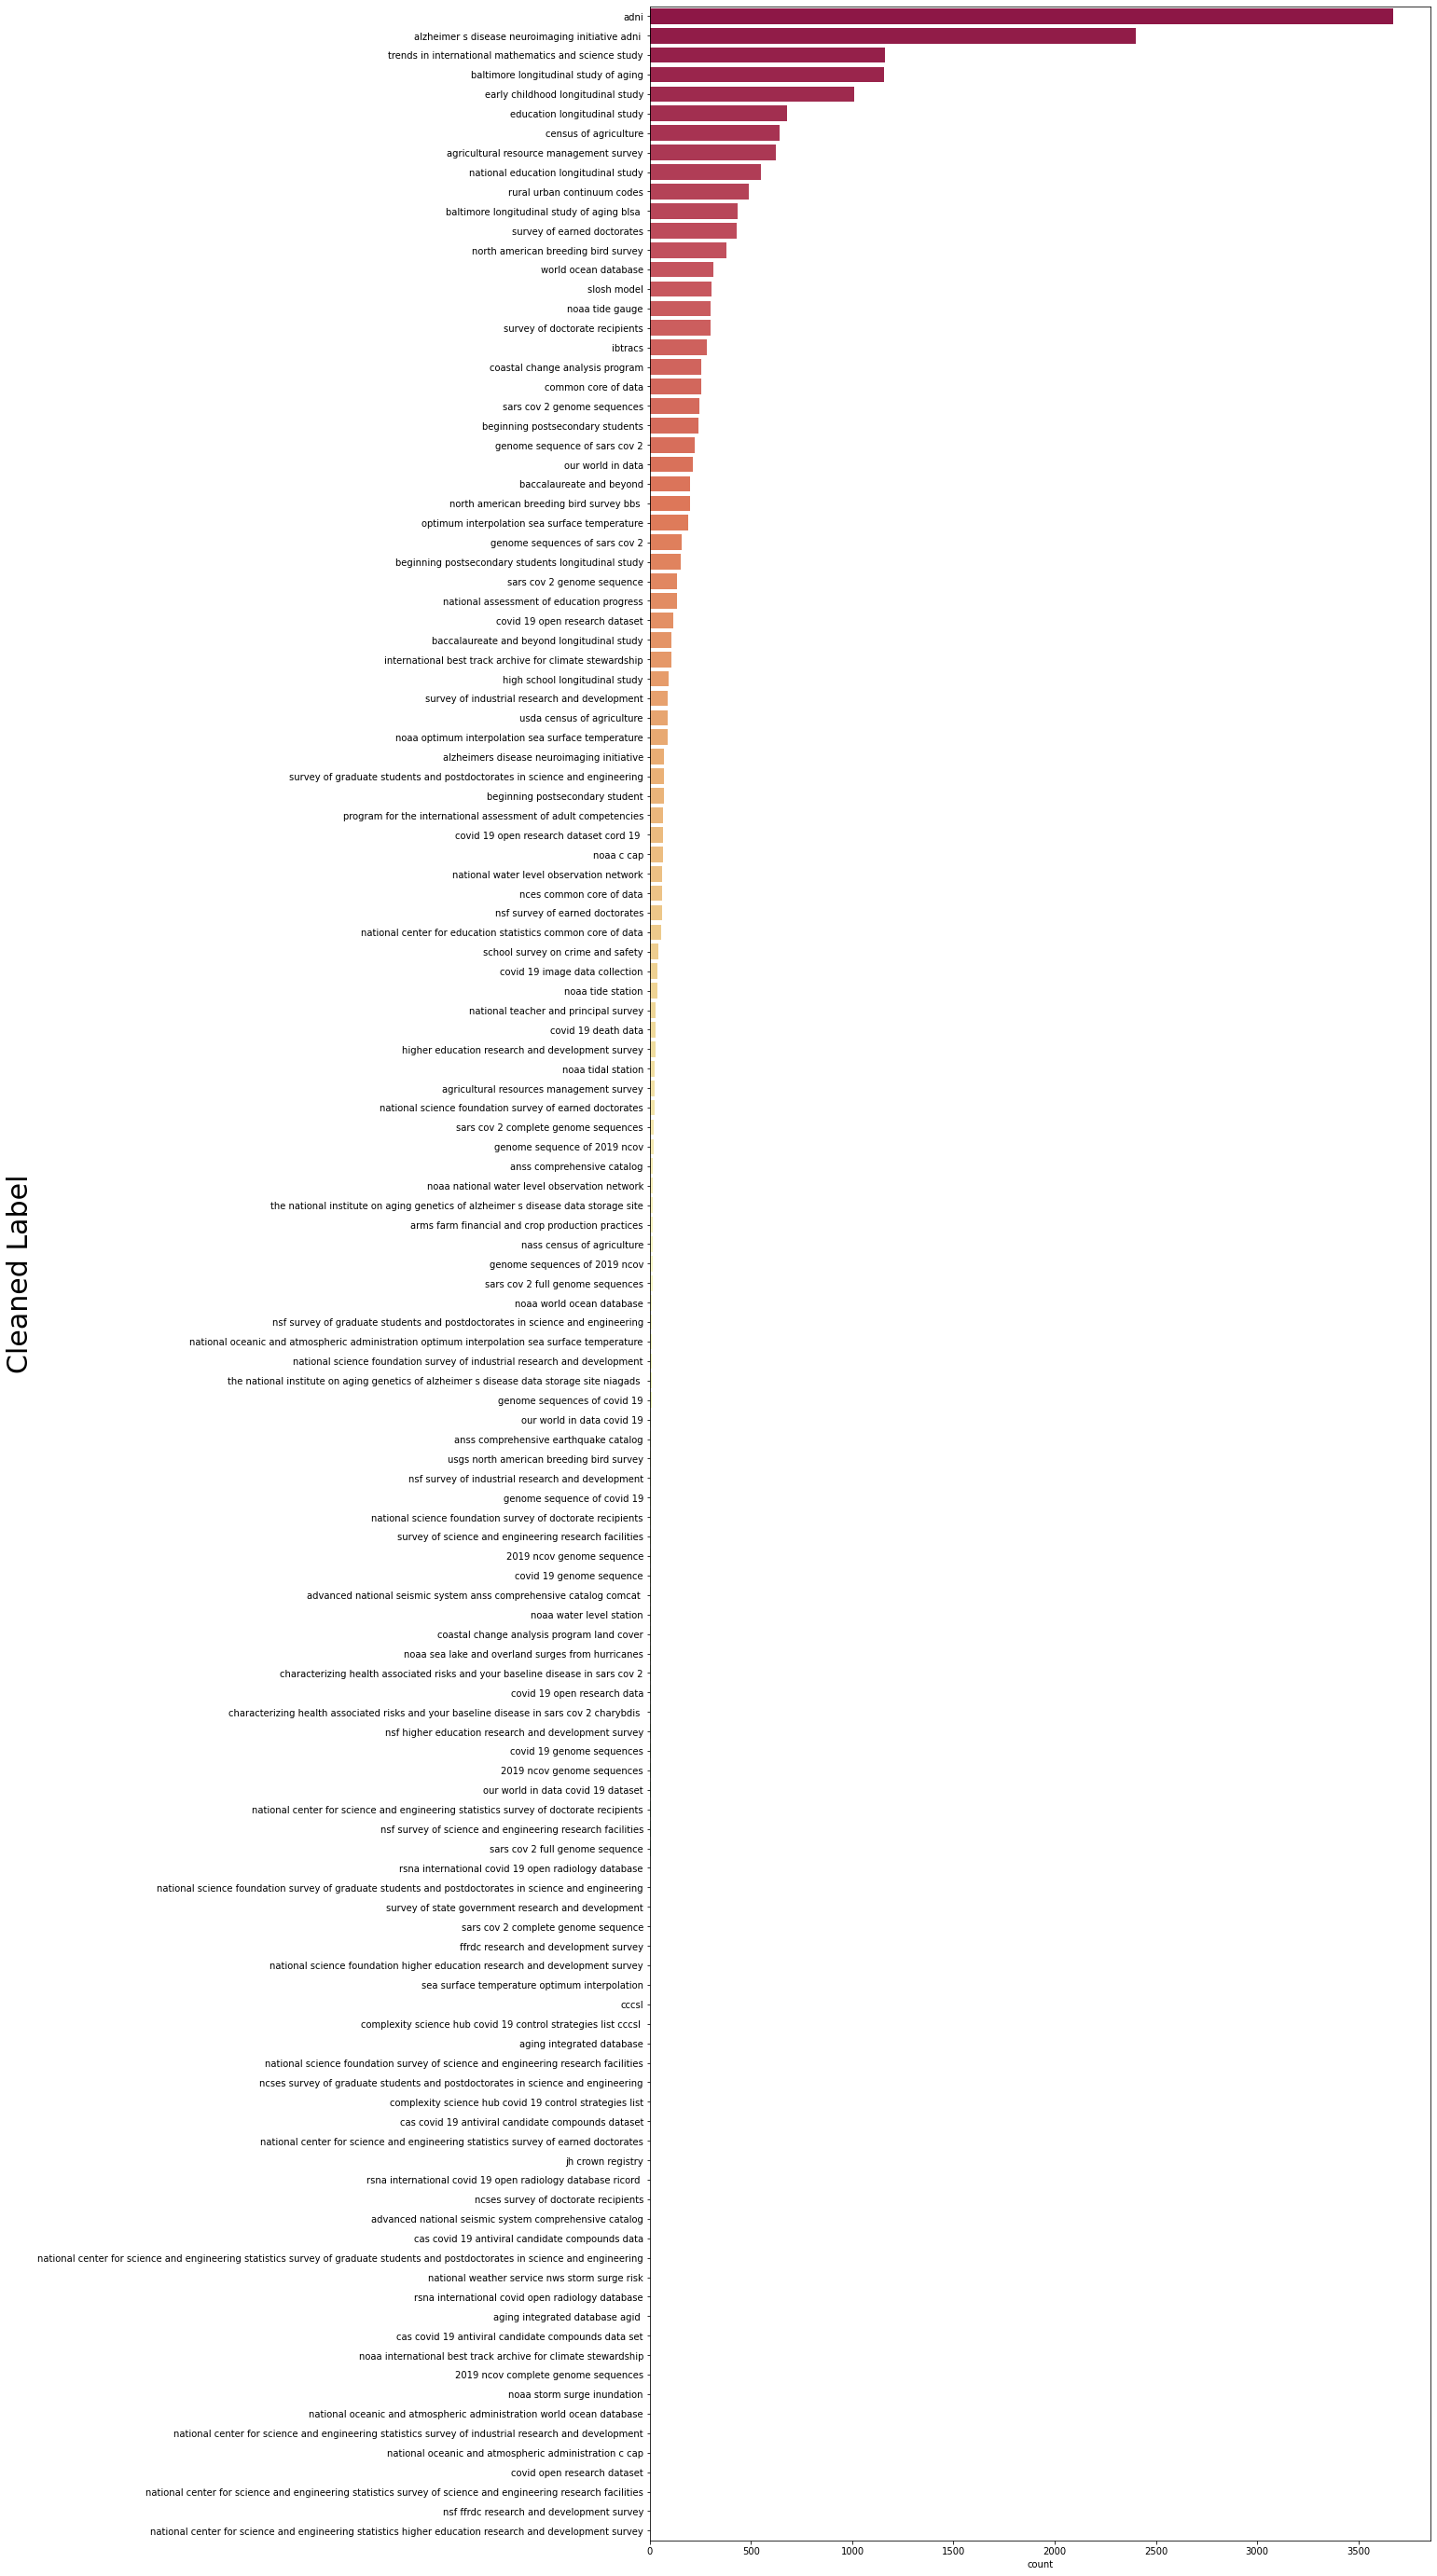 adni
alzheimer s disease neuroimaging initiative adni
trends in international mathematics and science study
baltimore longitudinal study of aging
early childhood longitudinal study
education longitudinal study
census of agriculture
agricultural resource management survey
national education longitudinal study
rural urban continuum codes
baltimore longitudinal study of aging blsa
survey of earned doctorates
north american breeding bird survey
world ocean database
slosh model
noaa tide gauge
survey of doctorate recipients
ibtracs
coastal change analysis program
common core of data
sars cov 2 genome sequences
beginning postsecondary students
genome sequence of sars cov 2
our world in data
baccalaureate and beyond
north american breeding bird survey bbs
optimum interpolation sea surface temperature
genome sequences of sars cov 2
beginning postsecondary students longitudinal study
sars cov 2 genome sequence
national assessment of education progress
covid 19 open research dataset
baccalaureate and beyond longitudinal study
international best track archive for climate stewardship
high school longitudinal study
survey of industrial research and development
usda census of agriculture
noaa optimum interpolation sea surface temperature
alzheimers disease neuroimaging initiative
survey of graduate students and postdoctorates in science and engineering
beginning postsecondary student
program for the international assessment of adult competencies
covid 19 open research dataset cord 19
noaa c cap
national water level observation network
nces common core of data
nsf survey of earned doctorates
national center for education statistics common core of data
school survey on crime and safety
covid 19 image data collection
noaa tide station
national teacher and principal survey
covid 19 death data
higher education research and development survey
noaa tidal station
agricultural resources management survey
national science foundation survey of earned doctorates
sars cov 2 complete genome sequences
genome sequence of 2019 ncov
anss comprehensive catalog
noaa national water level observation network
the national institute on aging genetics of alzheimer s disease data storage site
arms farm financial and crop production practices
nass census of agriculture
genome sequences of 2019 ncov
sars cov 2 full genome sequences
noaa world ocean database
nsf survey of graduate students and postdoctorates in science and engineering
national oceanic and atmospheric administration optimum interpolation sea surface temperature
national science foundation survey of industrial research and development
the national institute on aging genetics of alzheimer s disease data storage site niagads
genome sequences of covid 19
our world in data covid 19
anss comprehensive earthquake catalog
usgs north american breeding bird survey
nsf survey of industrial research and development
genome sequence of covid 19
national science foundation survey of doctorate recipients
survey of science and engineering research facilities
2019 ncov genome sequence
covid 19 genome sequence
advanced national seismic system anss comprehensive catalog comcat
noaa water level station
coastal change analysis program land cover
noaa sea lake and overland surges from hurricanes
characterizing health associated risks and your baseline disease in sars cov 2
covid 19 open research data
characterizing health associated risks and your baseline disease in sars cov 2 charybdis
nsf higher education research and development survey
covid 19 genome sequences
2019 ncov genome sequences
our world in data covid 19 dataset
national center for science and engineering statistics survey of doctorate recipients
nsf survey of science and engineering research facilities
sars cov 2 full genome sequence
rsna international covid 19 open radiology database
national science foundation survey of graduate students and postdoctorates in science and engineering
survey of state government research and development
sars cov 2 complete genome sequence
ffrdc research and development survey
national science foundation higher education research and development survey
sea surface temperature optimum interpolation
cccsl
complexity science hub covid 19 control strategies list cccsl
aging integrated database
national science foundation survey of science and engineering research facilities
ncses survey of graduate students and postdoctorates in science and engineering
complexity science hub covid 19 control strategies list
cas covid 19 antiviral candidate compounds dataset
national center for science and engineering statistics survey of earned doctorates
jh crown registry
rsna international covid 19 open radiology database ricord
ncses survey of doctorate recipients
advanced national seismic system comprehensive catalog
cas covid 19 antiviral candidate compounds data
national center for science and engineering statistics survey of graduate students and postdoctorates in science and engineering
national weather service nws storm surge risk
rsna international covid open radiology database
aging integrated database agid
cas covid 19 antiviral candidate compounds data set
noaa international best track archive for climate stewardship
2019 ncov complete genome sequences
noaa storm surge inundation
national oceanic and atmospheric administration world ocean database
national center for science and engineering statistics survey of industrial research and development
national oceanic and atmospheric administration c cap
covid open research dataset
national center for science and engineering statistics survey of science and engineering research facilities
nsf ffrdc research and development survey
national center for science and engineering statistics higher education research and development survey
Cleaned Label
0 500 1000 1500 2000 2500 3000 3500
count